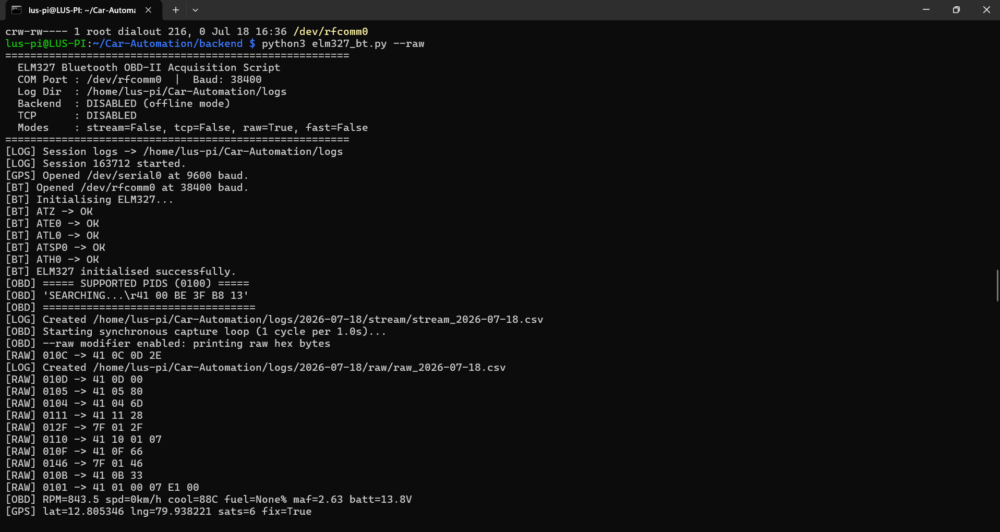 lus-pi@LUS-PI: ~/Car-Automa
crw-rw---- 1 root dialout 216, 0 Jul 18 16:36 /dev/rfcomm0
lus-pi@LUS-PI:~/Car-Automation/backend $ python3 elm327_bt.py --raw
=======================================================
  ELM327 Bluetooth OBD-II Acquisition Script
  COM Port : /dev/rfcomm0  |  Baud: 38400
  Log Dir  : /home/lus-pi/Car-Automation/logs
  Backend  : DISABLED (offline mode)
  TCP      : DISABLED
  Modes    : stream=False, tcp=False, raw=True, fast=False
=======================================================
[LOG] Session logs -> /home/lus-pi/Car-Automation/logs
[LOG] Session 163712 started.
[GPS] Opened /dev/serial0 at 9600 baud.
[BT] Opened /dev/rfcomm0 at 38400 baud.
[BT] Initialising ELM327...
[BT] ATZ -> OK
[BT] ATE0 -> OK
[BT] ATL0 -> OK
[BT] ATSP0 -> OK
[BT] ATH0 -> OK
[BT] ELM327 initialised successfully.
[OBD] ===== SUPPORTED PIDS (0100) =====
[OBD] 'SEARCHING...\r41 00 BE 3F B8 13'
[OBD] ==================================
[LOG] Created /home/lus-pi/Car-Automation/logs/2026-07-18/stream/stream_2026-07-18.csv
[OBD] Starting synchronous capture loop (1 cycle per 1.0s)...
[OBD] --raw modifier enabled: printing raw hex bytes
[RAW] 010C -> 41 0C 0D 2E
[LOG] Created /home/lus-pi/Car-Automation/logs/2026-07-18/raw/raw_2026-07-18.csv
[RAW] 010D -> 41 0D 00
[RAW] 0105 -> 41 05 80
[RAW] 0104 -> 41 04 6D
[RAW] 0111 -> 41 11 28
[RAW] 012F -> 7F 01 2F
[RAW] 0110 -> 41 10 01 07
[RAW] 010F -> 41 0F 66
[RAW] 0146 -> 7F 01 46
[RAW] 010B -> 41 0B 33
[RAW] 0101 -> 41 01 00 07 E1 00
[OBD] RPM=843.5 spd=0km/h cool=88C fuel=None% maf=2.63 batt=13.8V
[GPS] lat=12.805346 lng=79.938221 sats=6 fix=True